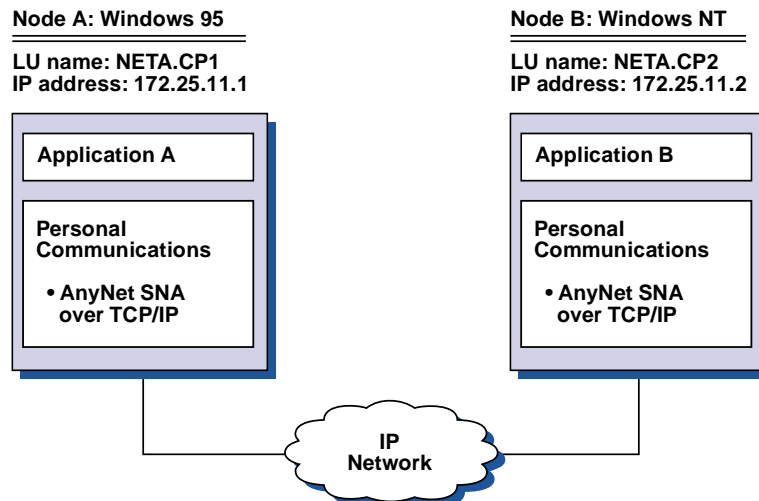 Node A: Windows 95
LU name: NETA.CP1
IP address: 172.25.11.1
Application A
Personal
Communications
• AnyNet SNA
over TCP/IP
Node B: Windows NT
LU name: NETA.CP2
IP address: 172.25.11.2
Application B
Personal
Communications
• AnyNet SNA
over TCP/IP
IP
Network